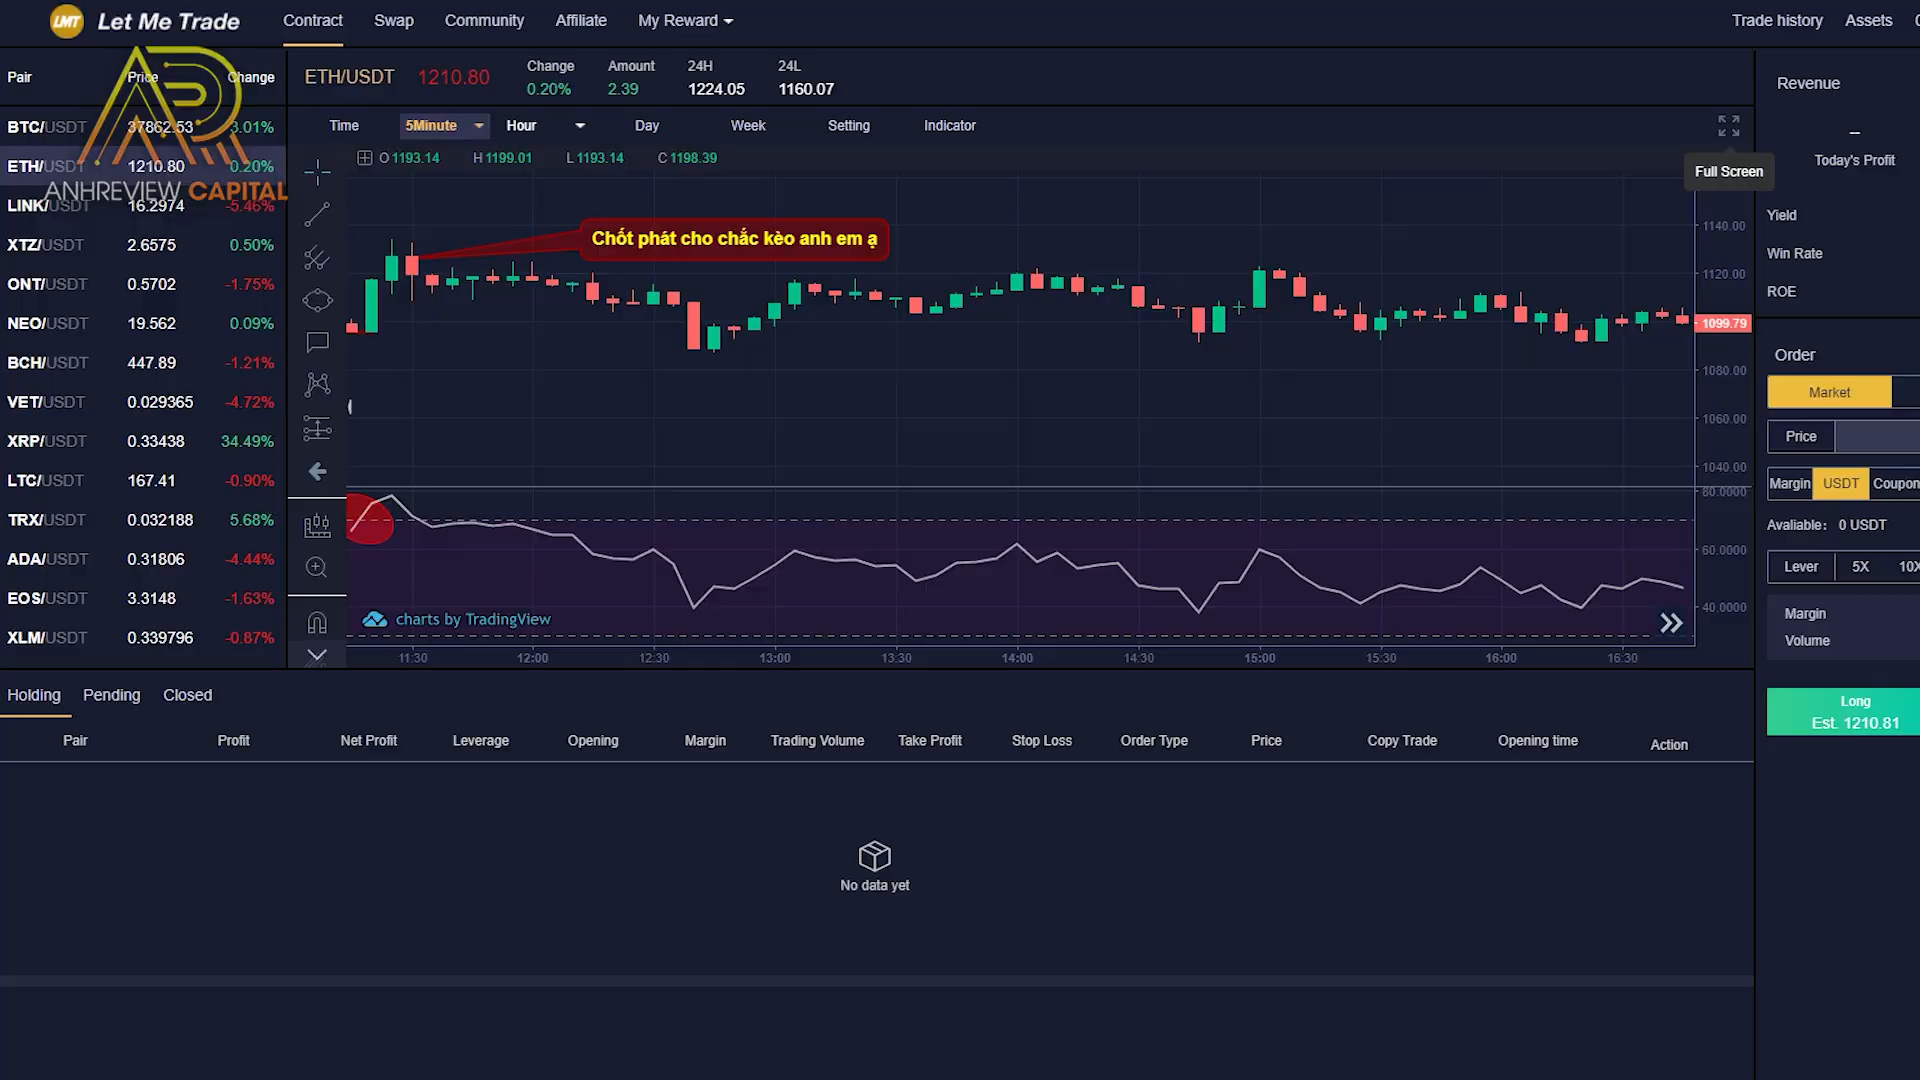 LMT Let Me Trade Contract Swap Community Affiliate My Reward Trade history Assets
Pair Price Change
ETH/USDT 1210.80
Change Amount 24H 24L
0.20% 2.39 1224.05 1160.07
Revenue
BTC/USDT 37862.53 3.01%
ETH/USDT 1210.80 0.20%
ANHREVIEW CAPITAL
LINK/USDT 16.2974 -5.46%
XTZ/USDT 2.6575 0.50%
ONT/USDT 0.5702 -1.75%
NEO/USDT 19.562 0.09%
BCH/USDT 447.89 -1.21%
VET/USDT 0.029365 -4.72%
XRP/USDT 0.33438 34.49%
LTC/USDT 167.41 -0.90%
TRX/USDT 0.032188 5.68%
ADA/USDT 0.31806 -4.44%
EOS/USDT 3.3148 -1.63%
XLM/USDT 0.339796 -0.87%
Time 5Minute Hour Day Week Setting Indicator
O 1193.14 H 1199.01 L 1193.14 C 1198.39
Full Screen
Chốt phát cho chắc kèo anh em ạ
1140.00
1120.00
1099.79
1080.00
1060.00
1040.00
80.0000
60.0000
40.0000
charts by TradingView
11:30 12:00 12:30 13:00 13:30 14:00 14:30 15:00 15:30 16:00 16:30
Today's Profit
Yield
Win Rate
ROE
Order
Market
Price
Margin USDT Coupon
Avaliable: 0 USDT
Lever 5X 10X
Margin
Volume
Long
Est. 1210.81
Holding Pending Closed
Pair Profit Net Profit Leverage Opening Margin Trading Volume Take Profit Stop Loss Order Type Price Copy Trade Opening time Action
No data yet